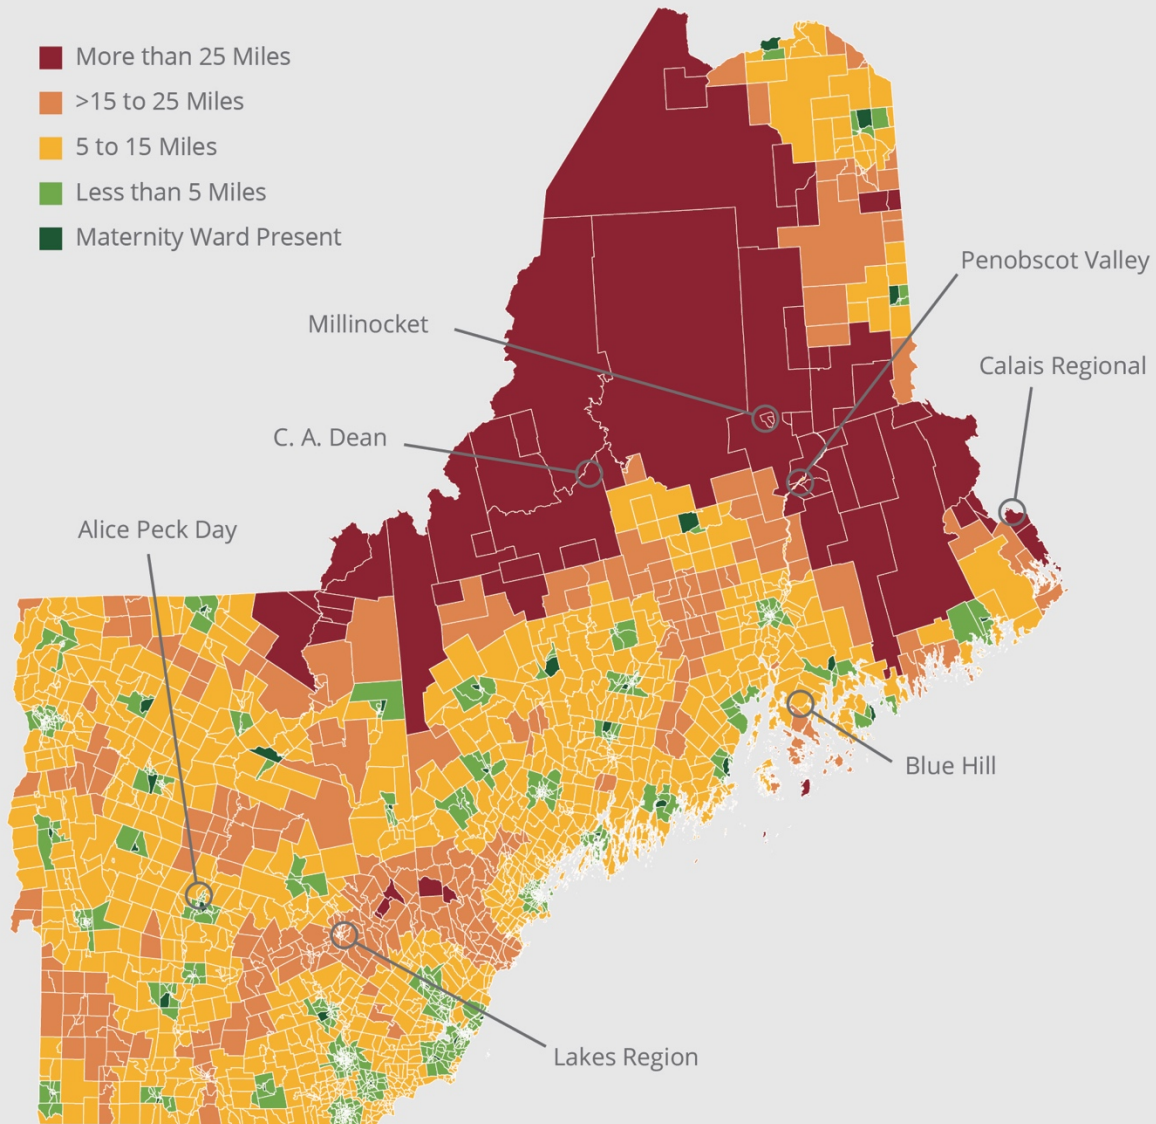 More than 25 Miles
>15 to 25 Miles
5 to 15 Miles
Less than 5 Miles
Maternity Ward Present
Penobscot Valley
Millinocket
Calais Regional
C. A. Dean
Alice Peck Day
Blue Hill
Lakes Region